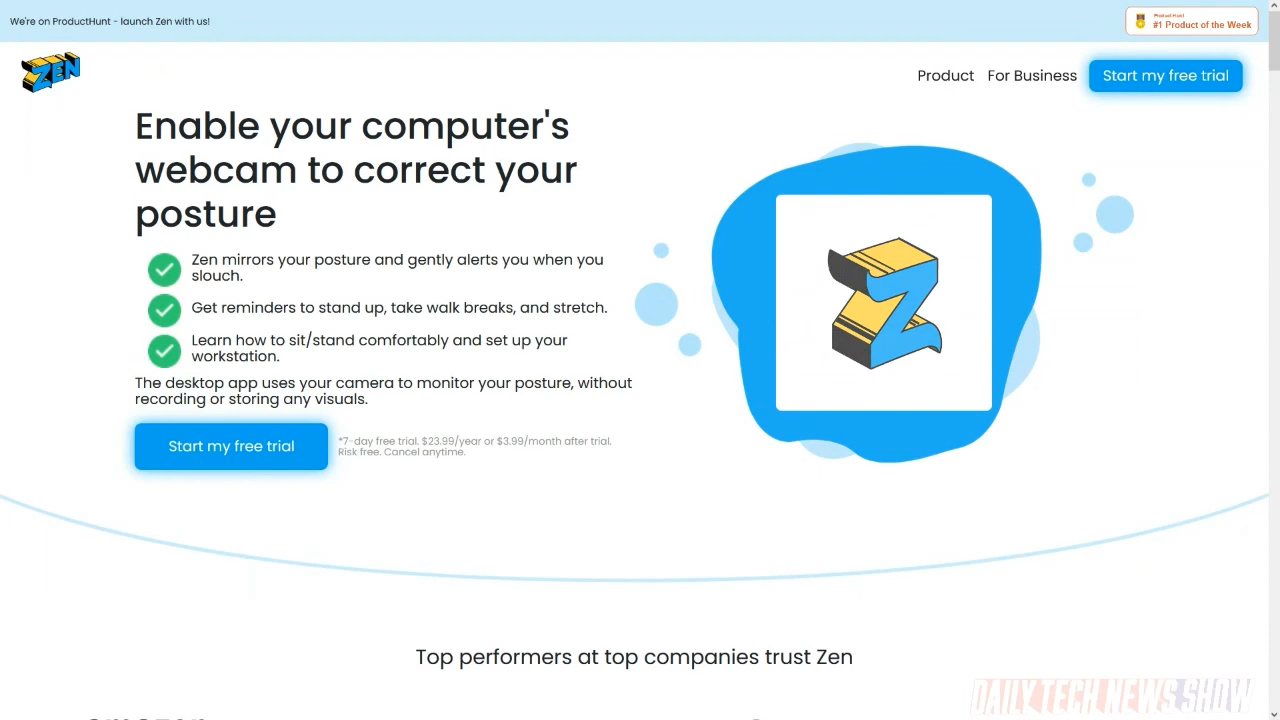 We're on ProductHunt - launch Zen with us!
Product Hunt
#1 Product of the Week
ZEN
Product
For Business
Start my free trial
Enable your computer's
webcam to correct your
posture
Zen mirrors your posture and gently alerts you when you
slouch.
Get reminders to stand up, take walk breaks, and stretch.
Learn how to sit/stand comfortably and set up your
workstation.
The desktop app uses your camera to monitor your posture, without
recording or storing any visuals.
Start my free trial
*7-day free trial. $23.99/year or $3.99/month after trial.
Risk free. Cancel anytime.
Z
Top performers at top companies trust Zen
DAILY TECH NEWS SHOW